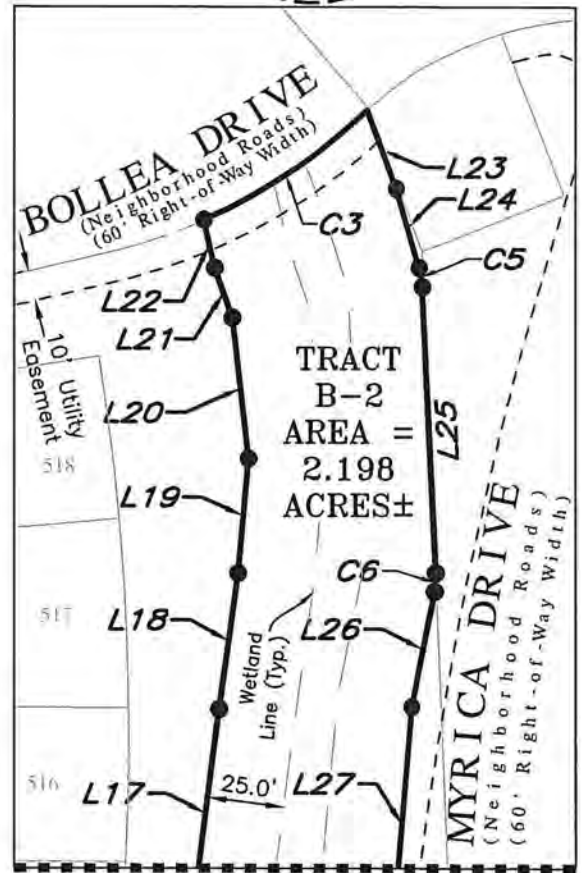 BOLLEA DRIVE
(Neighborhood Roads)
(60' Right-of-Way Width)
L23
L24
C3
C5
L22
L21
10' Utility
Easement
L20
TRACT
B-2
AREA =
2.198
ACRES±
L25
518
L19
C6
517
L18
L26
Wetland
Line (Typ.)
MYRICA DRIVE
(Neighborhood Roads)
(60' Right-of-Way Width)
516
L17
25.0'
L27